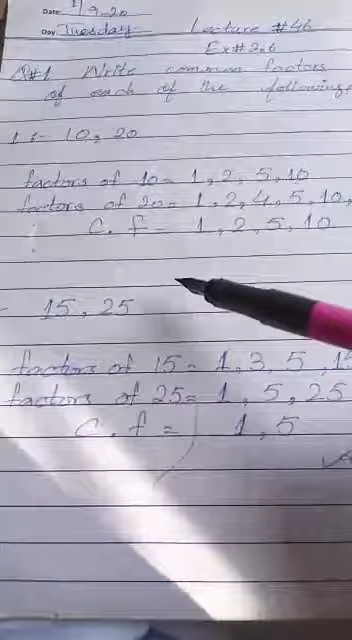 Date: 1/9-20
Day: Tuesday Lecture #46
Ex # 2.6
Q#1 Write common factors
of each of the following.
1:- 10, 20
factors of 10 = 1, 2, 5, 10
factors of 20 = 1, 2, 4, 5, 10,
C. f = 1, 2, 5, 10
15, 25
factors of 15 = 1, 3, 5, 15
factors of 25 = 1, 5, 25
C. f = 1, 5